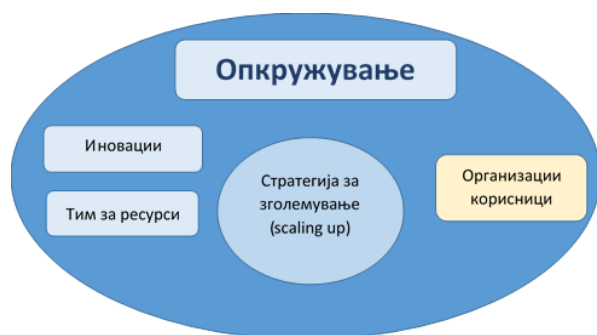 Опкружување
Иновации
Тим за ресурси
Стратегија за
зголемување
(scaling up)
Организации
корисници